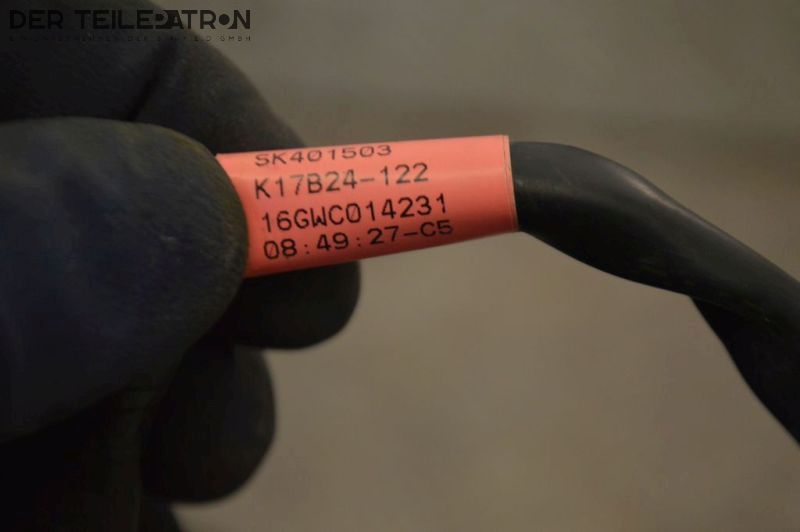 DER TEILEPATRON
SK401503
K17B24-122
16GWC014231
08:49:27-C5